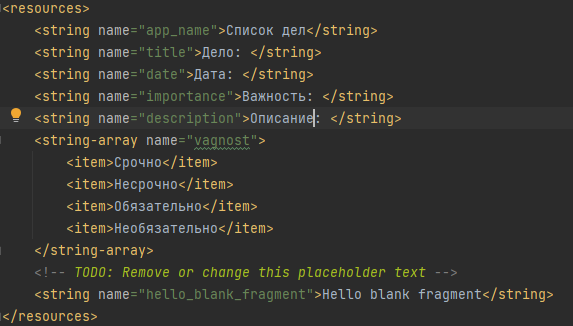 <resources>
    <string name="app_name">Список дел</string>
    <string name="title">Дело: </string>
    <string name="date">Дата: </string>
    <string name="importance">Важность: </string>
    <string name="description">Описание: </string>
    <string-array name="vagnost">
        <item>Срочно</item>
        <item>Несрочно</item>
        <item>Обязательно</item>
        <item>Необязательно</item>
    </string-array>
    <!-- TODO: Remove or change this placeholder text -->
    <string name="hello_blank_fragment">Hello blank fragment</string>
</resources>